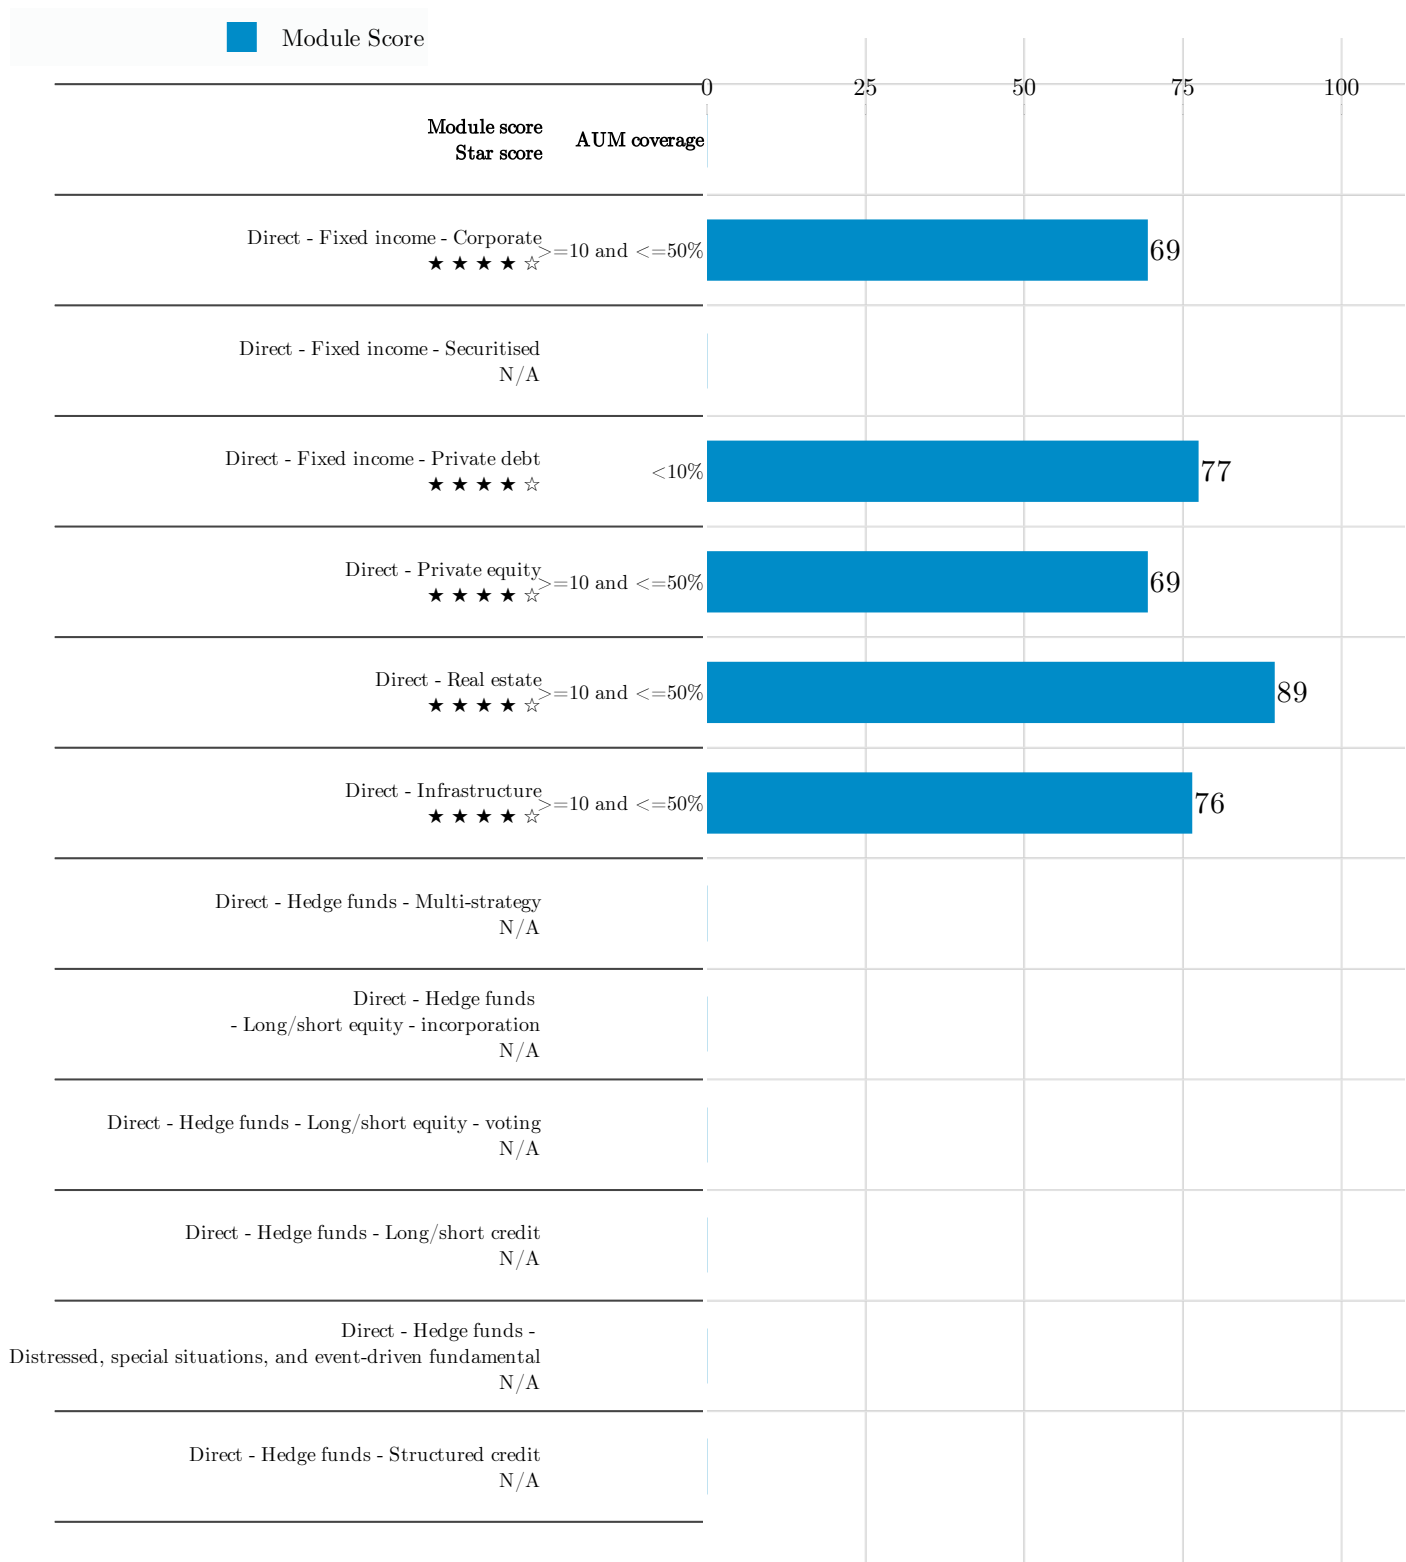 Module Score
0 25 50 75 100
Module score
Star score
AUM coverage
Direct - Fixed income - Corporate
★ ★ ★ ★ ☆
>=10 and <=50%
69
Direct - Fixed income - Securitised
N/A
Direct - Fixed income - Private debt
★ ★ ★ ★ ☆
<10%
77
Direct - Private equity
★ ★ ★ ★ ☆
>=10 and <=50%
69
Direct - Real estate
★ ★ ★ ★ ☆
>=10 and <=50%
89
Direct - Infrastructure
★ ★ ★ ★ ☆
>=10 and <=50%
76
Direct - Hedge funds - Multi-strategy
N/A
Direct - Hedge funds
- Long/short equity - incorporation
N/A
Direct - Hedge funds - Long/short equity - voting
N/A
Direct - Hedge funds - Long/short credit
N/A
Direct - Hedge funds -
Distressed, special situations, and event-driven fundamental
N/A
Direct - Hedge funds - Structured credit
N/A